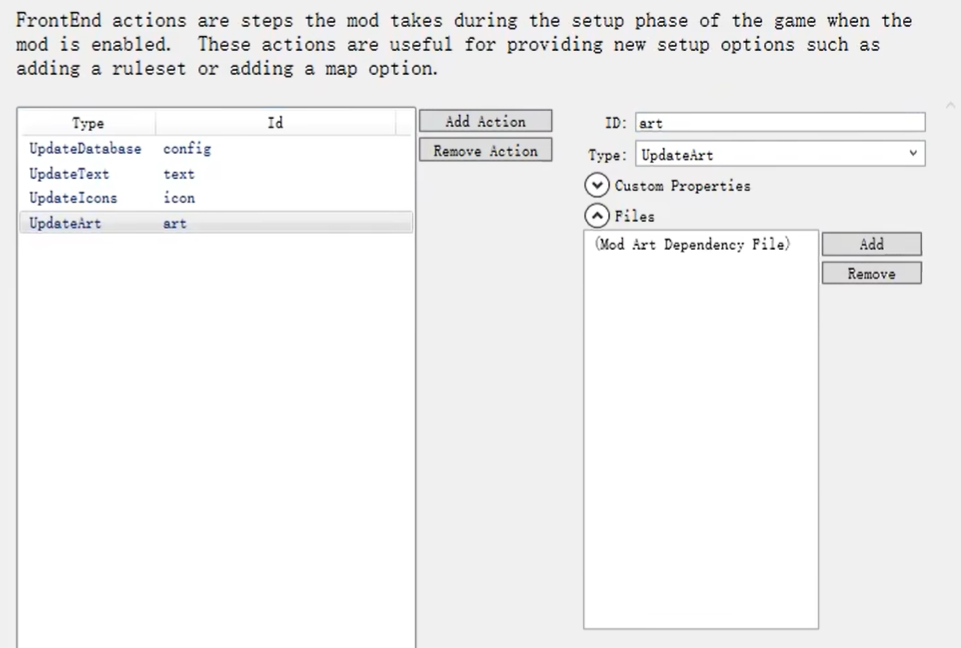 FrontEnd actions are steps the mod takes during the setup phase of the game when the
mod is enabled.  These actions are useful for providing new setup options such as
adding a ruleset or adding a map option.
Type Id
UpdateDatabase config
UpdateText text
UpdateIcons icon
UpdateArt art
Add Action
Remove Action
ID: art
Type: UpdateArt
Custom Properties
Files
(Mod Art Dependency File)
Add
Remove